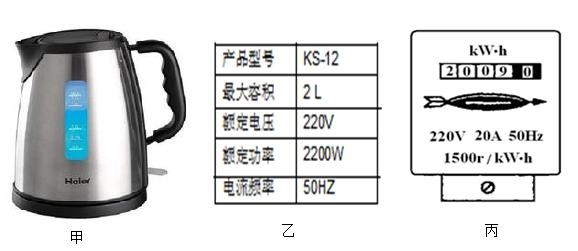 Haier
产品型号 KS-12
最大容积 2 L
额定电压 220V
额定功率 2200W
电流频率 50HZ
kW·h
2 0 0 9 0
220V 20A 50Hz
1500r/kW·h
甲 乙 丙